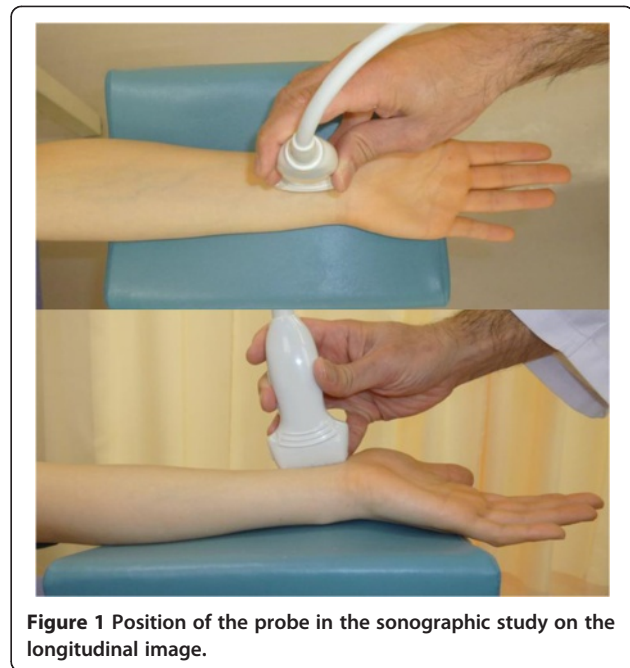 Figure 1 Position of the probe in the sonographic study on the
longitudinal image.